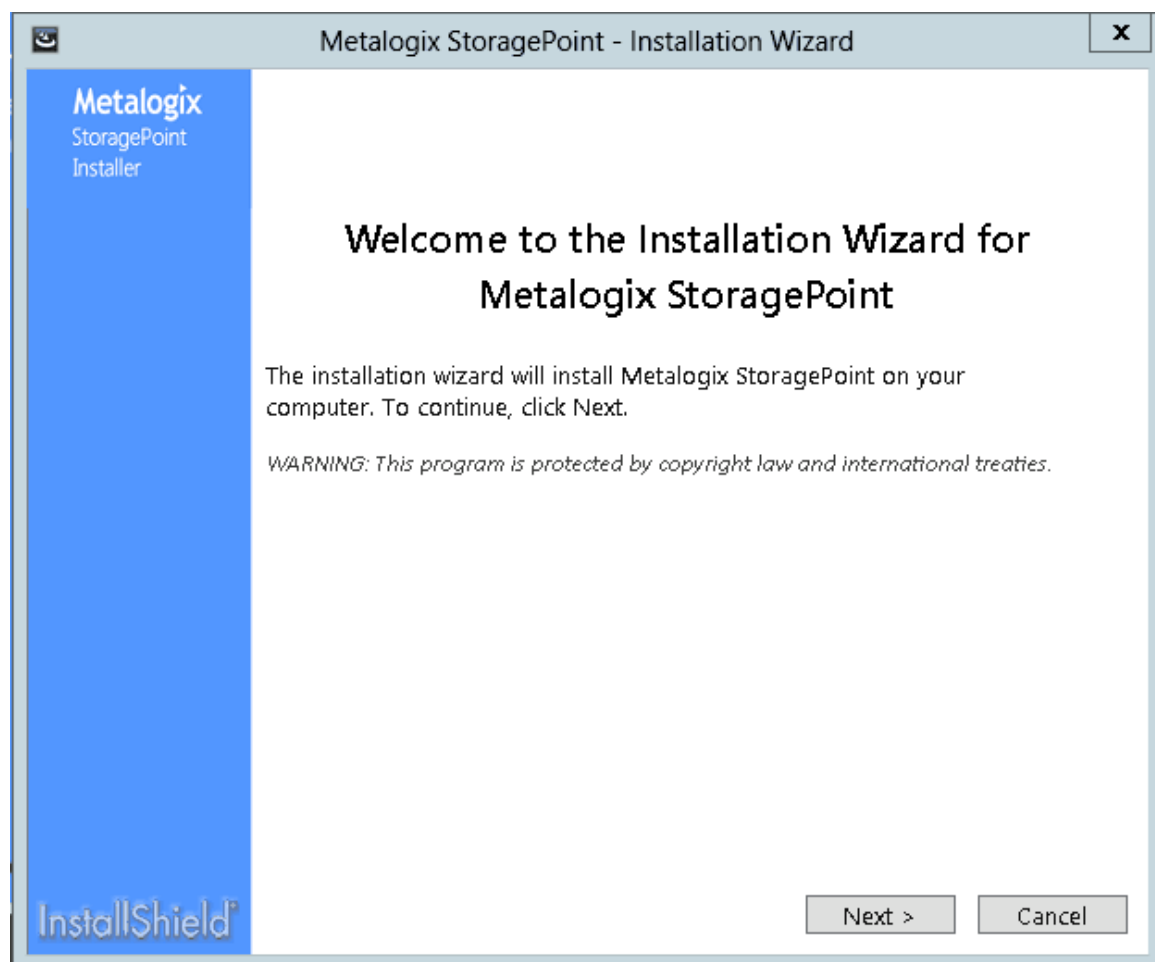 Metalogix StoragePoint - Installation Wizard
x
Metalogix
StoragePoint
Installer
Welcome to the Installation Wizard for
Metalogix StoragePoint
The installation wizard will install Metalogix StoragePoint on your
computer. To continue, click Next.
WARNING: This program is protected by copyright law and international treaties.
InstallShield®
Next >
Cancel